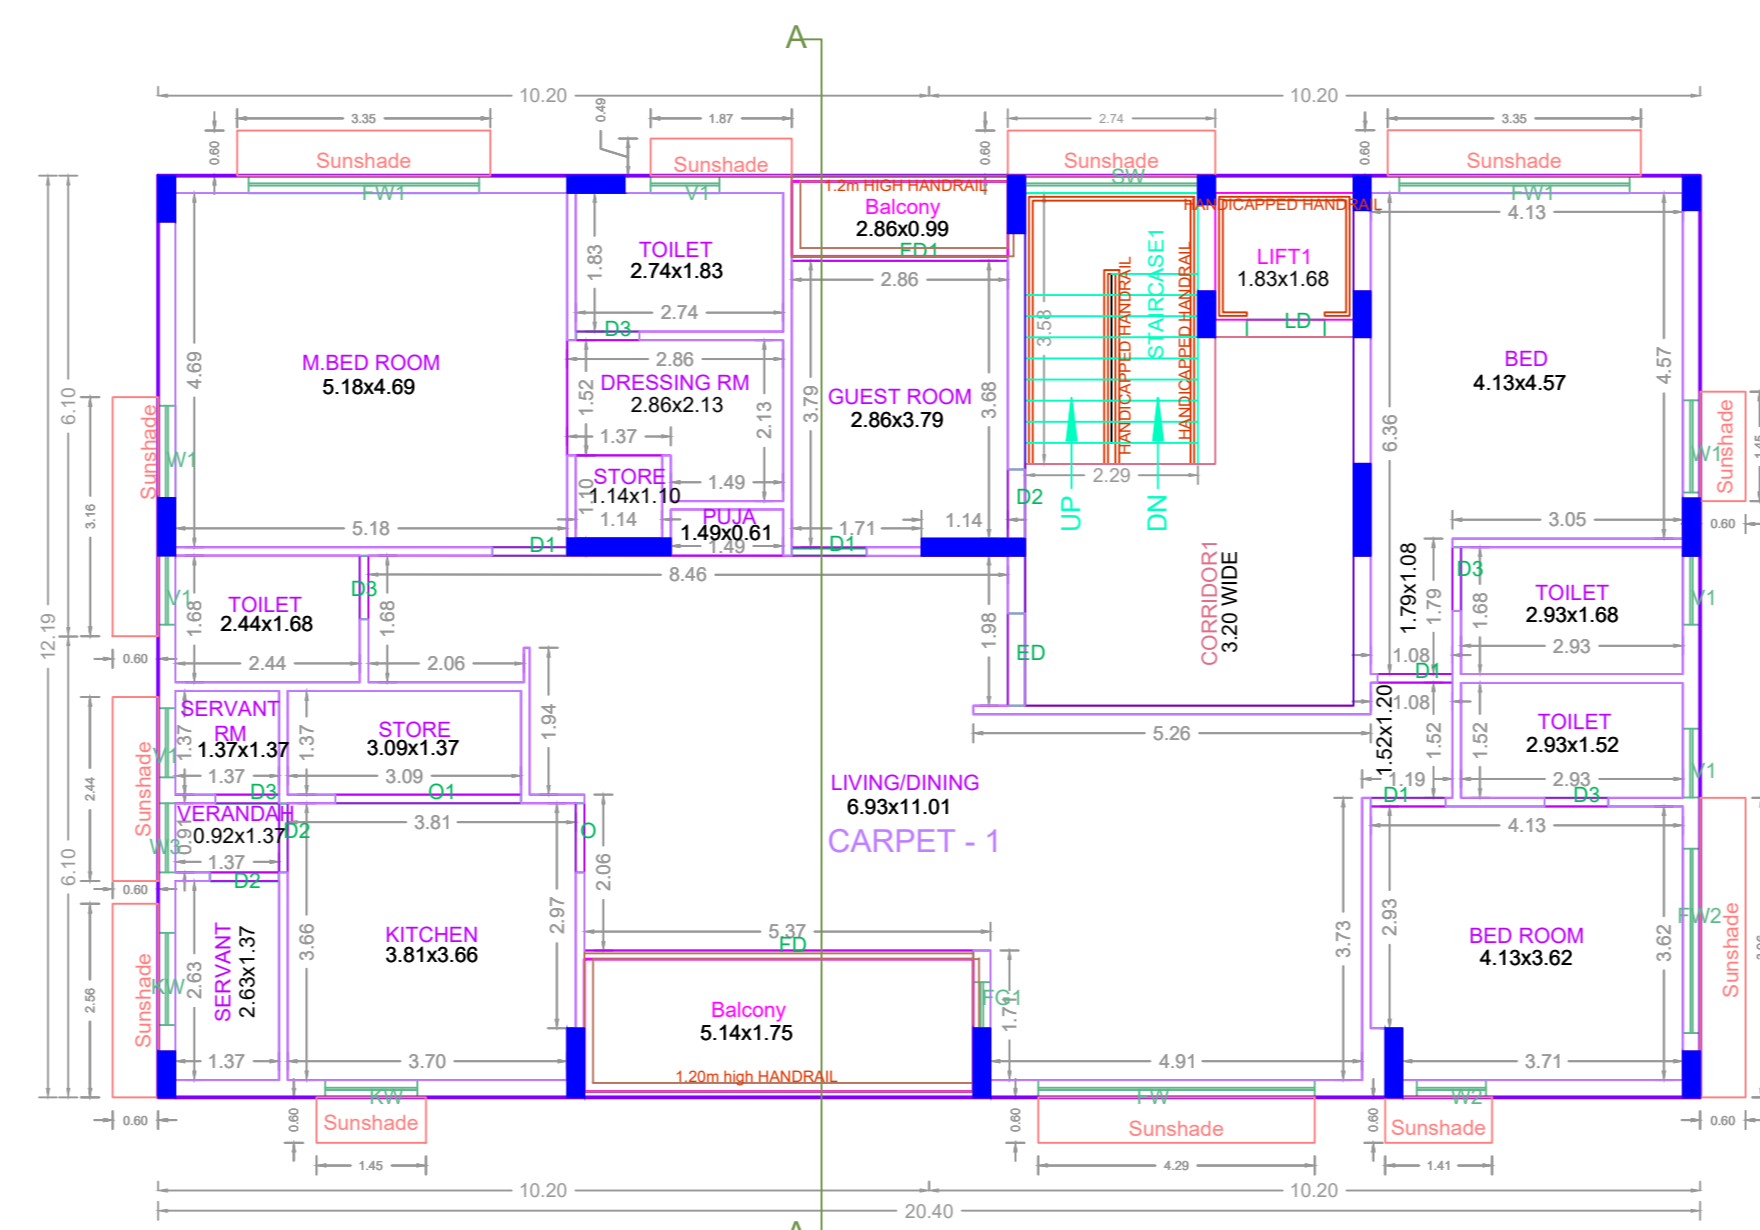 A
10.20
10.20
3.35
0.49
1.87
2.74
3.35
0.60
0.60
0.60
Sunshade
Sunshade
Sunshade
Sunshade
FW1
V1
1.2m HIGH HANDRAIL
SW
HANDICAPPED HANDRAIL
FW1
4.13
Balcony
2.86x0.99
FD1
TOILET
2.74x1.83
1.83
2.74
D3
2.86
LIFT1
1.83x1.68
LD
STAIRCASE1
HANDICAPPED HANDRAIL
HANDICAPPED HANDRAIL
3.58
M.BED ROOM
5.18x4.69
4.69
2.86
DRESSING RM
2.86x2.13
1.52
2.13
1.37
GUEST ROOM
2.86x3.79
3.79
3.68
BED
4.13x4.57
4.57
6.36
6.10
3.16
Sunshade
W1
W1
Sunshade
1.45
0.60
STORE
1.14x1.10
1.10
1.14
1.49
PUJA
1.49x0.61
1.49
1.71
1.14
D2
2.29
UP
DN
5.18
D1
D1
3.05
8.46
12.19
TOILET
2.44x1.68
V1
1.68
D3
1.68
2.44
2.06
1.98
ED
CORRIDOR1
3.20 WIDE
1.79x1.08
1.79
D3
1.68
TOILET
2.93x1.68
2.93
V1
1.08
D1
0.60
SERVANT
RM
1.37x1.37
1.37
1.37
V1
D3
STORE
3.09x1.37
1.37
3.09
O1
1.94
5.26
1.52x1.20
1.08
1.52
1.52
1.19
TOILET
2.93x1.52
2.93
V1
D1
D3
2.44
Sunshade
LIVING/DINING
6.93x11.01
CARPET - 1
VERANDAH
0.92x1.37
0.91
1.37
W3
D2
D2
3.81
O
2.06
4.13
6.10
0.60
2.56
Sunshade
SERVANT
2.63x1.37
2.63
KW
1.37
KITCHEN
3.81x3.66
3.66
2.97
3.70
5.37
FD
Balcony
5.14x1.75
1.20m high HANDRAIL
FG1
1.71
3.73
4.91
2.93
BED ROOM
4.13x3.62
3.62
3.71
FW2
Sunshade
0.60
KW
FW
W2
0.60
0.60
0.60
0.60
Sunshade
Sunshade
Sunshade
1.45
4.29
1.41
10.20
10.20
20.40
A